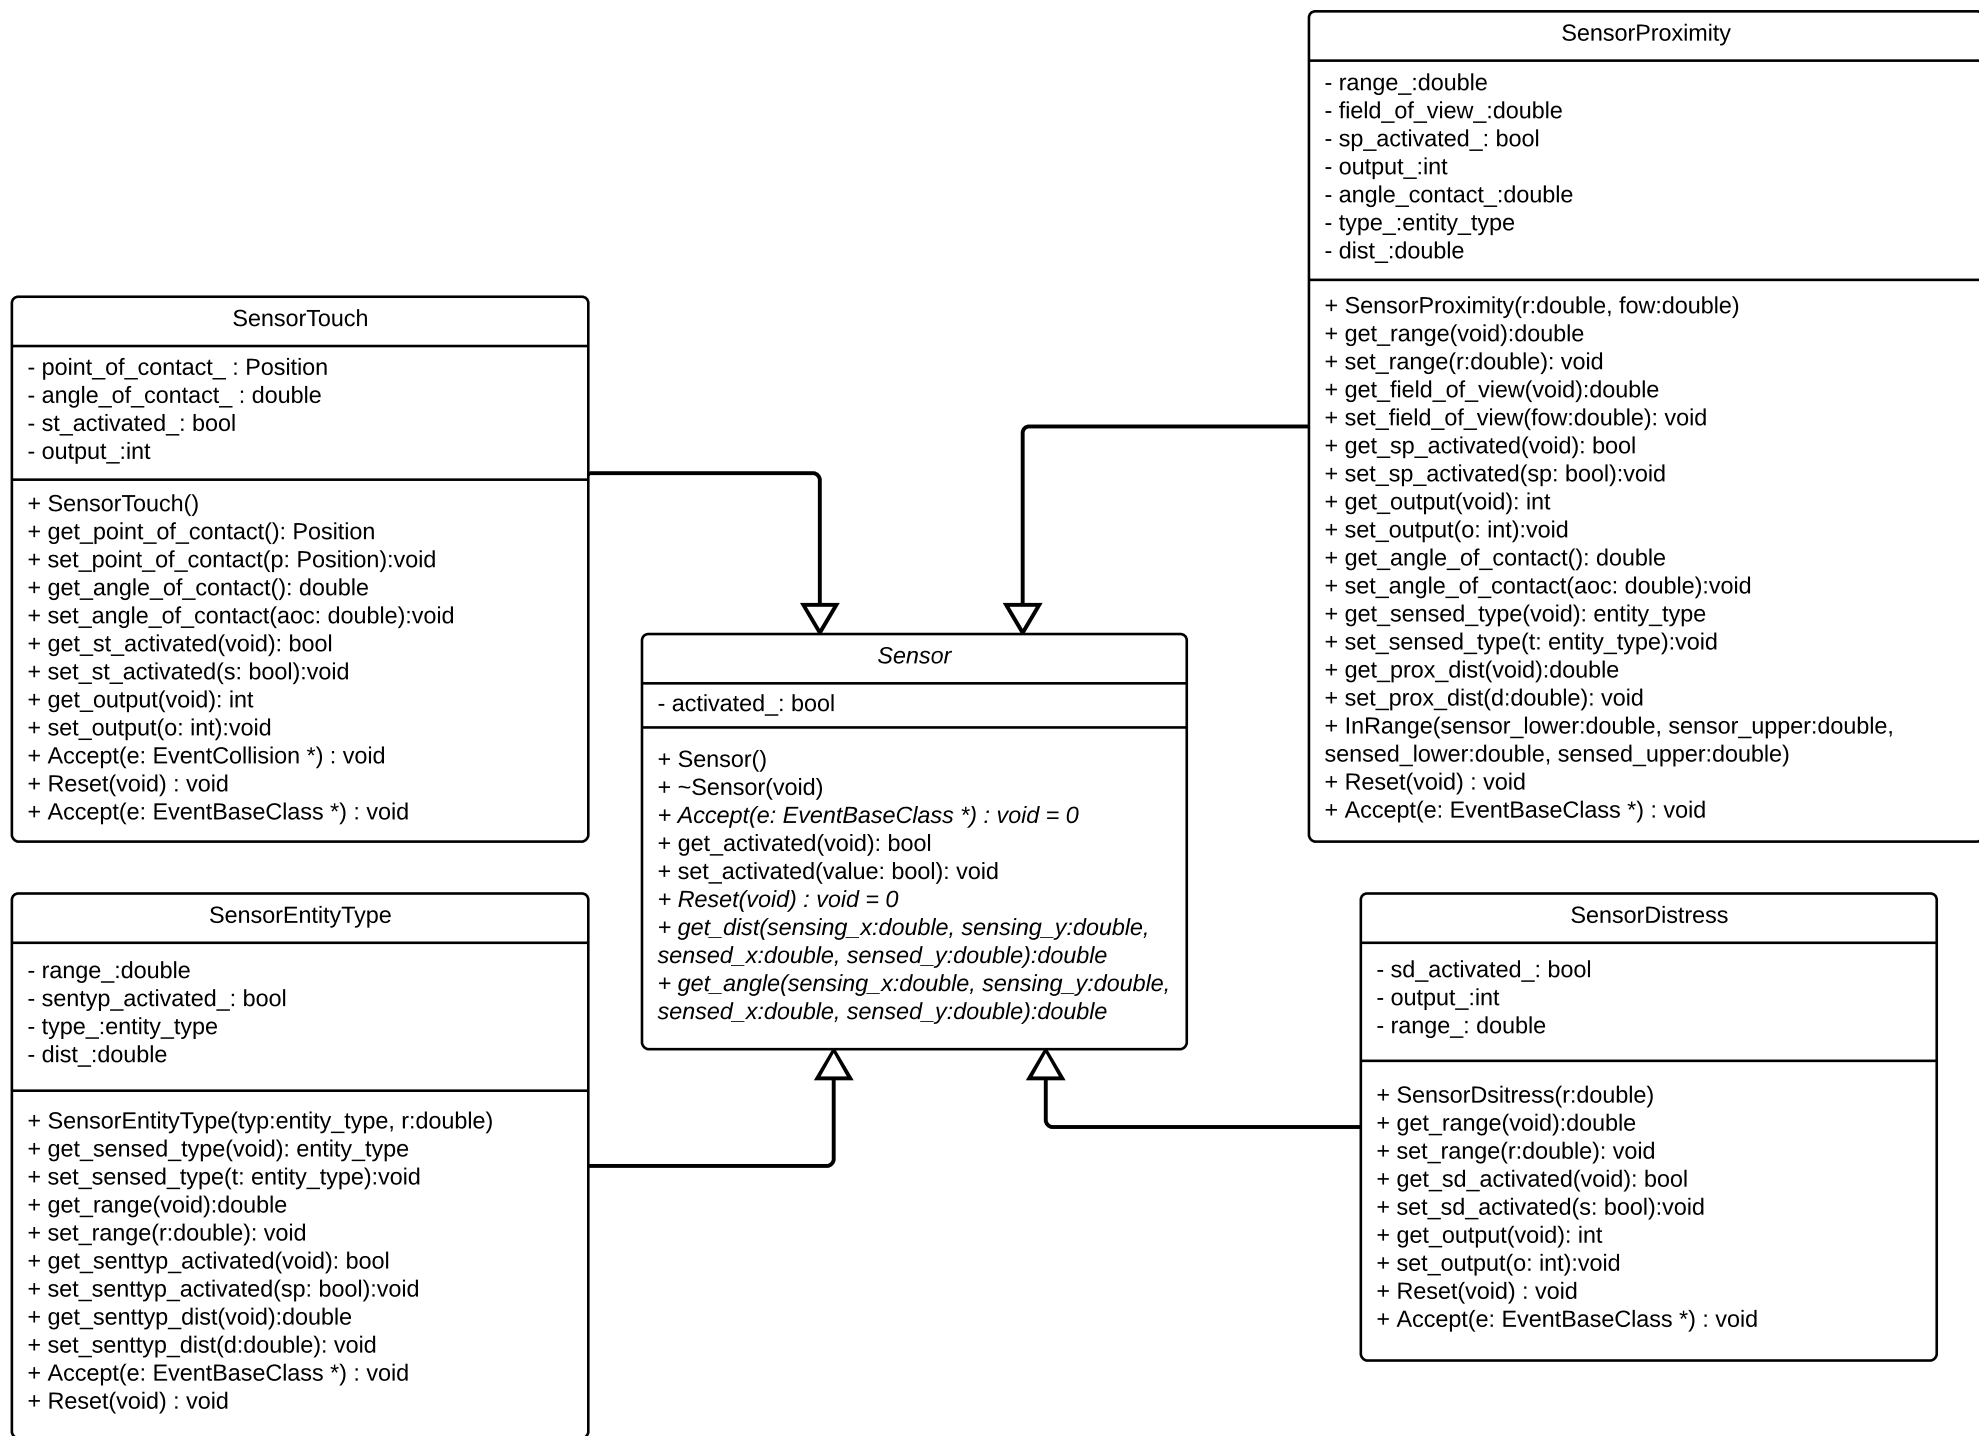 SensorProximity
- range_:double
- field_of_view_:double
- sp_activated_: bool
- output_:int
- angle_contact_:double
- type_:entity_type
- dist_:double
+ SensorProximity(r:double, fow:double)
+ get_range(void):double
+ set_range(r:double): void
+ get_field_of_view(void):double
+ set_field_of_view(fow:double): void
+ get_sp_activated(void): bool
+ set_sp_activated(sp: bool):void
+ get_output(void): int
+ set_output(o: int):void
+ get_angle_of_contact(): double
+ set_angle_of_contact(aoc: double):void
+ get_sensed_type(void): entity_type
+ set_sensed_type(t: entity_type):void
+ get_prox_dist(void):double
+ set_prox_dist(d:double): void
+ InRange(sensor_lower:double, sensor_upper:double,
sensed_lower:double, sensed_upper:double)
+ Reset(void) : void
+ Accept(e: EventBaseClass *) : void
SensorTouch
- point_of_contact_ : Position
- angle_of_contact_ : double
- st_activated_: bool
- output_:int
+ SensorTouch()
+ get_point_of_contact(): Position
+ set_point_of_contact(p: Position):void
+ get_angle_of_contact(): double
+ set_angle_of_contact(aoc: double):void
+ get_st_activated(void): bool
+ set_st_activated(s: bool):void
+ get_output(void): int
+ set_output(o: int):void
+ Accept(e: EventCollision *) : void
+ Reset(void) : void
+ Accept(e: EventBaseClass *) : void
Sensor
- activated_: bool
+ Sensor()
+ ~Sensor(void)
+ Accept(e: EventBaseClass *) : void = 0
+ get_activated(void): bool
+ set_activated(value: bool): void
+ Reset(void) : void = 0
+ get_dist(sensing_x:double, sensing_y:double,
sensed_x:double, sensed_y:double):double
+ get_angle(sensing_x:double, sensing_y:double,
sensed_x:double, sensed_y:double):double
SensorEntityType
- range_:double
- sentyp_activated_: bool
- type_:entity_type
- dist_:double
+ SensorEntityType(typ:entity_type, r:double)
+ get_sensed_type(void): entity_type
+ set_sensed_type(t: entity_type):void
+ get_range(void):double
+ set_range(r:double): void
+ get_senttyp_activated(void): bool
+ set_senttyp_activated(sp: bool):void
+ get_senttyp_dist(void):double
+ set_senttyp_dist(d:double): void
+ Accept(e: EventBaseClass *) : void
+ Reset(void) : void
SensorDistress
- sd_activated_: bool
- output_:int
- range_: double
+ SensorDsitress(r:double)
+ get_range(void):double
+ set_range(r:double): void
+ get_sd_activated(void): bool
+ set_sd_activated(s: bool):void
+ get_output(void): int
+ set_output(o: int):void
+ Reset(void) : void
+ Accept(e: EventBaseClass *) : void